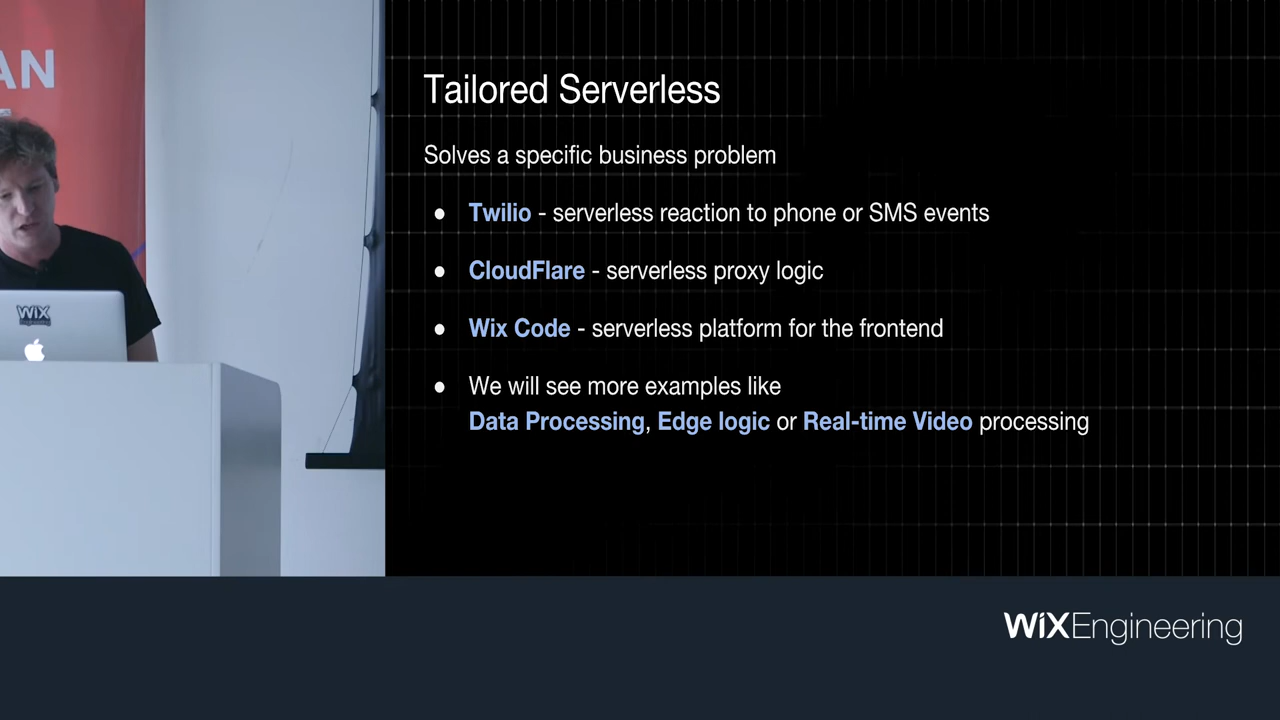 AN
Tailored Serverless
Solves a specific business problem
● Twilio - serverless reaction to phone or SMS events
● CloudFlare - serverless proxy logic
● Wix Code - serverless platform for the frontend
● We will see more examples like
Data Processing, Edge logic or Real-time Video processing
WiX
Engineering
WiXEngineering